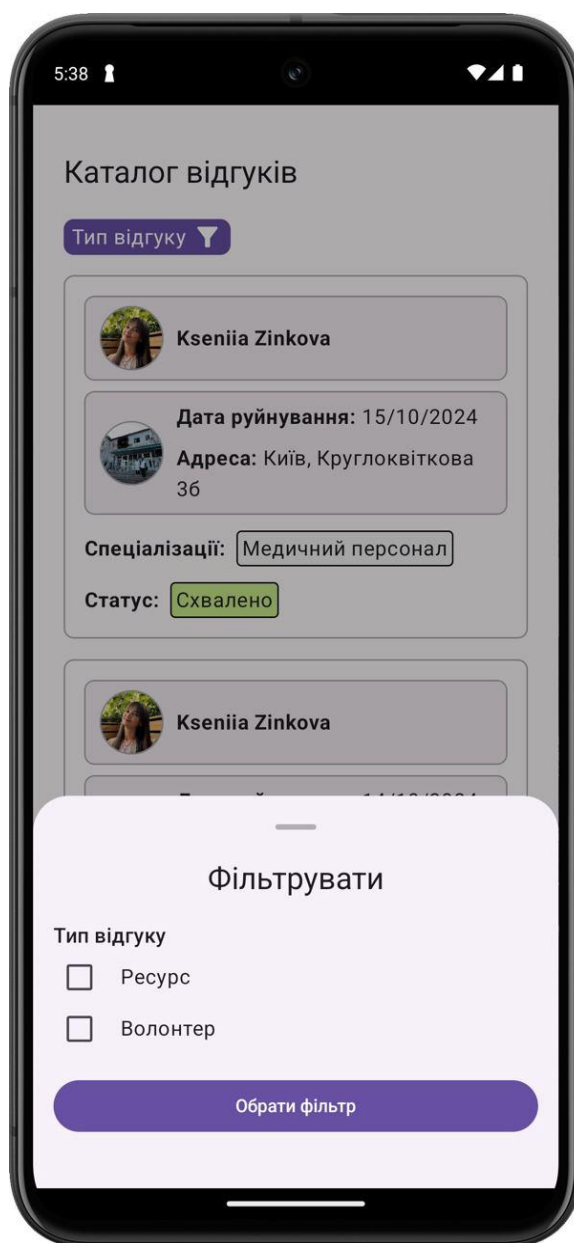 5:38
Каталог відгуків
Тип відгуку
Kseniia Zinkova
Дата руйнування: 15/10/2024
Адреса: Київ, Круглоквіткова
3б
Спеціалізації: Медичний персонал
Статус: Схвалено
Kseniia Zinkova
Фільтрувати
Тип відгуку
Ресурс
Волонтер
Обрати фільтр